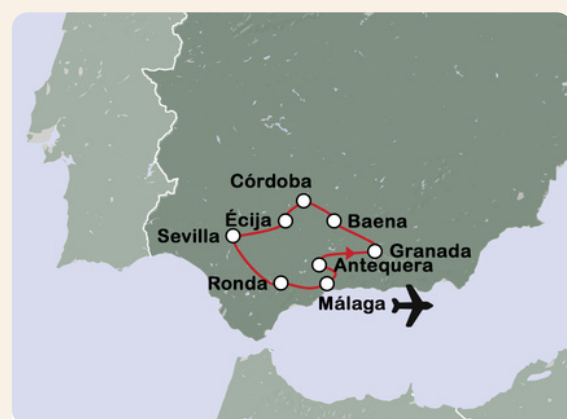 Córdoba
Écija
Baena
Sevilla
Granada
Antequera
Ronda
Málaga